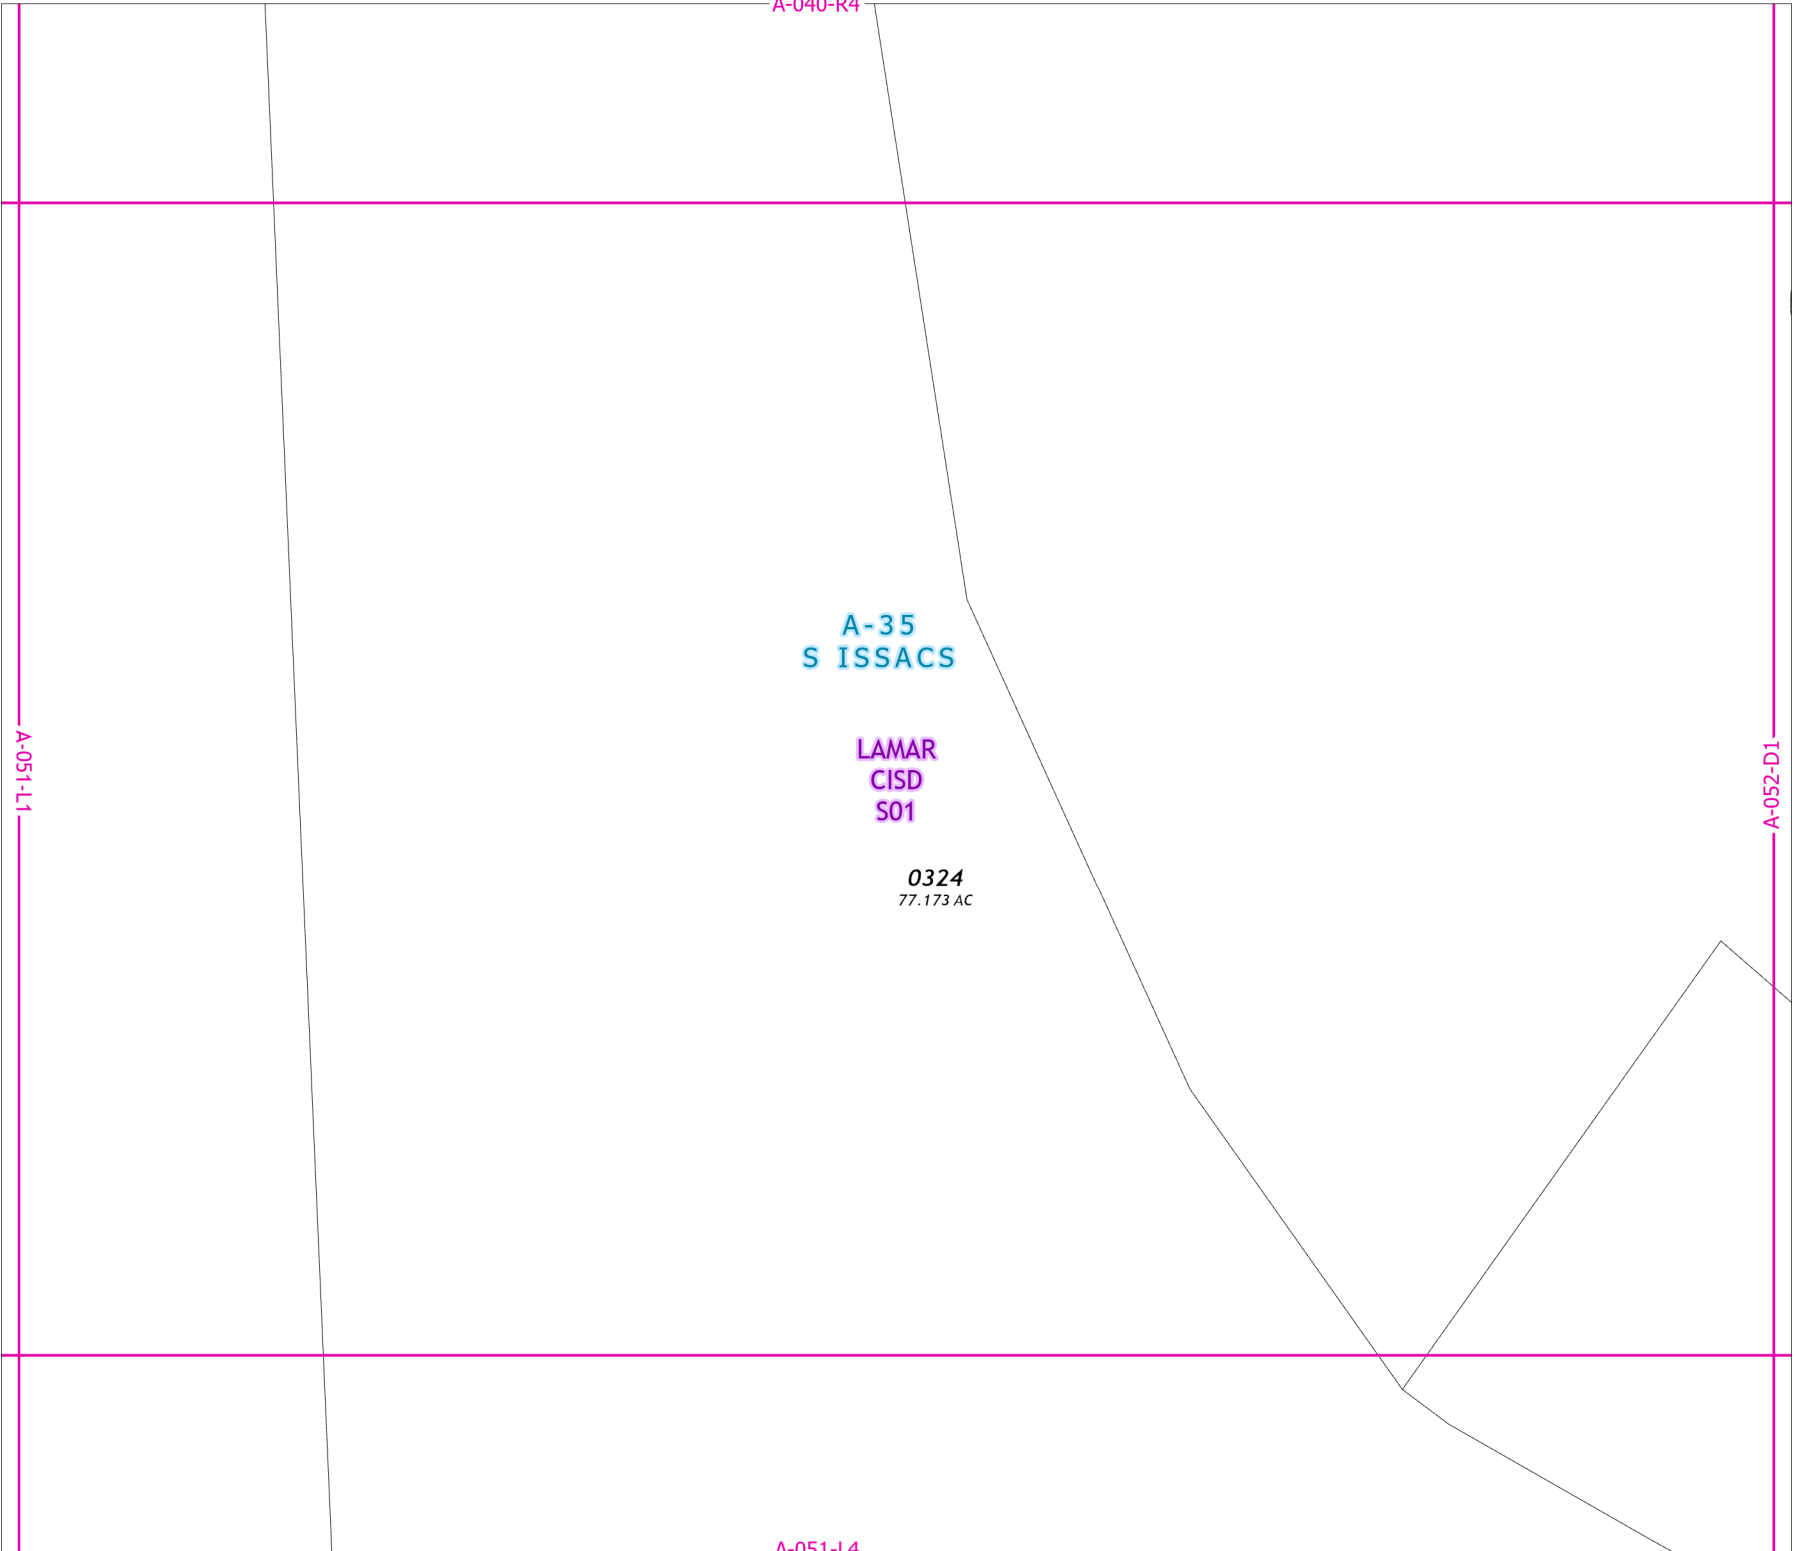 A-040-R4
A-35
S ISSACS
A-051-L1
LAMAR
CISD
S01
A-052-D1
0324
77.173 AC
A-051-L4